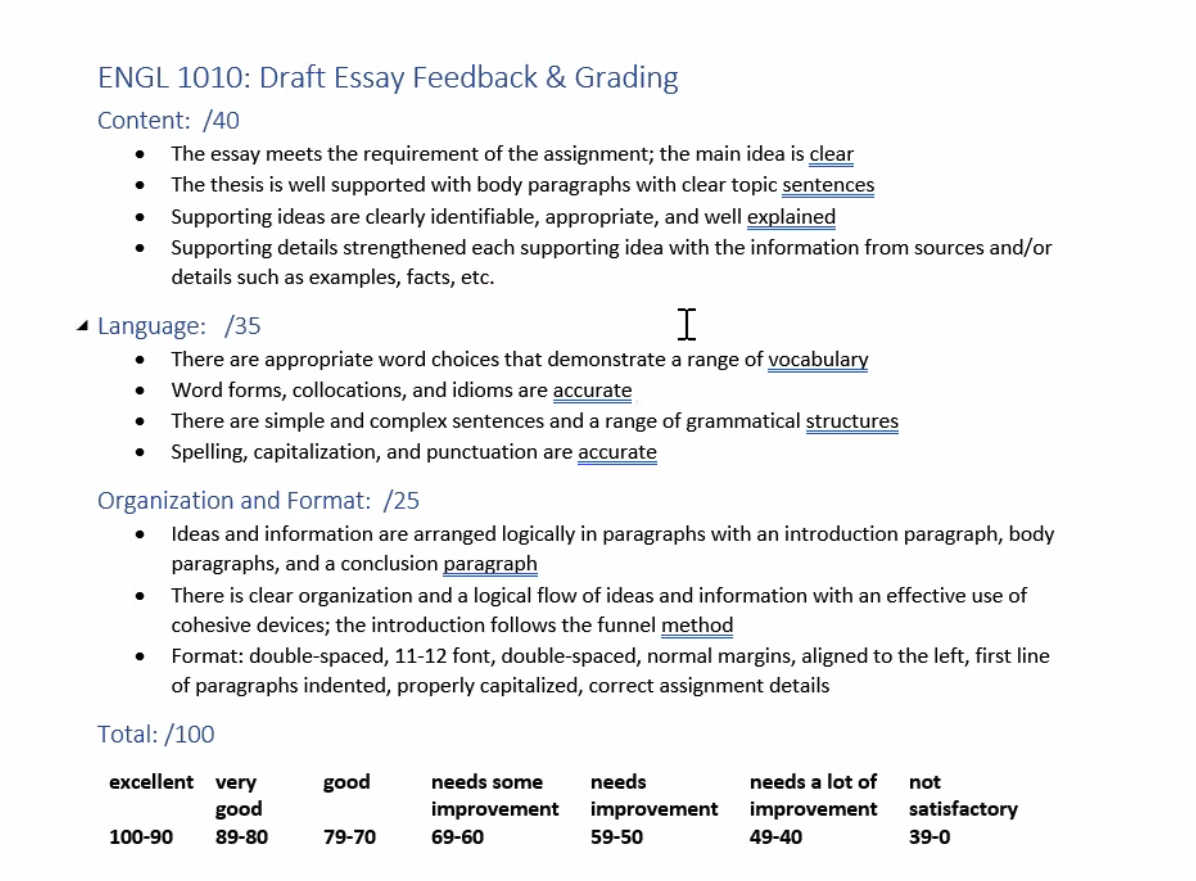 ENGL 1010: Draft Essay Feedback & Grading
Content: /40
• The essay meets the requirement of the assignment; the main idea is clear
• The thesis is well supported with body paragraphs with clear topic sentences
• Supporting ideas are clearly identifiable, appropriate, and well explained
• Supporting details strengthened each supporting idea with the information from sources and/or
details such as examples, facts, etc.
Language: /35
• There are appropriate word choices that demonstrate a range of vocabulary
• Word forms, collocations, and idioms are accurate
• There are simple and complex sentences and a range of grammatical structures
• Spelling, capitalization, and punctuation are accurate
Organization and Format: /25
• Ideas and information are arranged logically in paragraphs with an introduction paragraph, body
paragraphs, and a conclusion paragraph
• There is clear organization and a logical flow of ideas and information with an effective use of
cohesive devices; the introduction follows the funnel method
• Format: double-spaced, 11-12 font, double-spaced, normal margins, aligned to the left, first line
of paragraphs indented, properly capitalized, correct assignment details
Total: /100
excellent very good needs some needs needs a lot of not
good improvement improvement improvement satisfactory
100-90 89-80 79-70 69-60 59-50 49-40 39-0